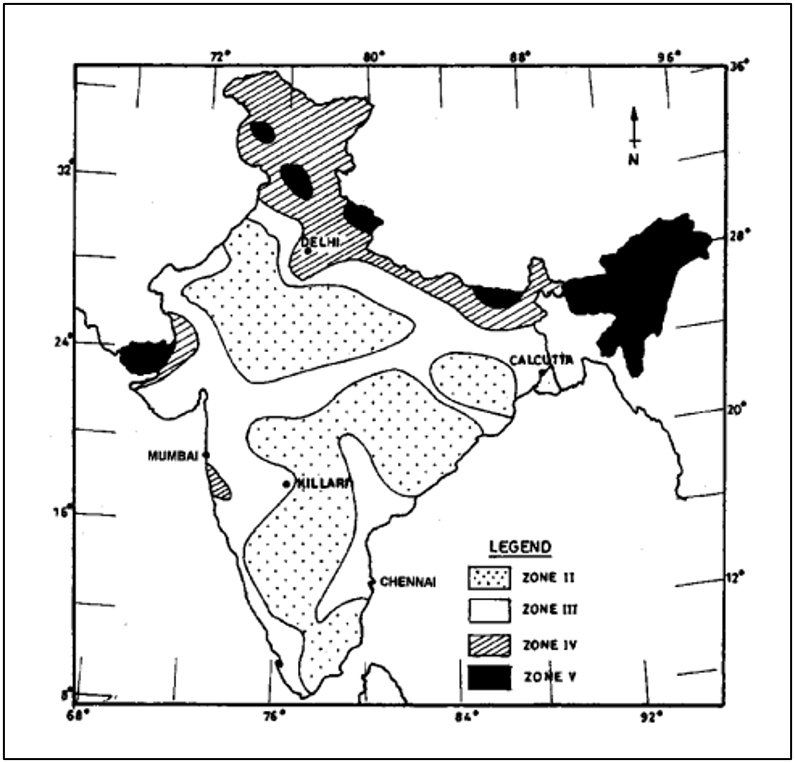 72° 80° 88° 96°
36°
32°
N
DELHI
28°
24°
CALCUTTA
20°
MUMBAI
KILLARI
16°
LEGEND
ZONE II
12°
CHENNAI
ZONE III
ZONE IV
ZONE V
8°
68° 76° 84° 92°